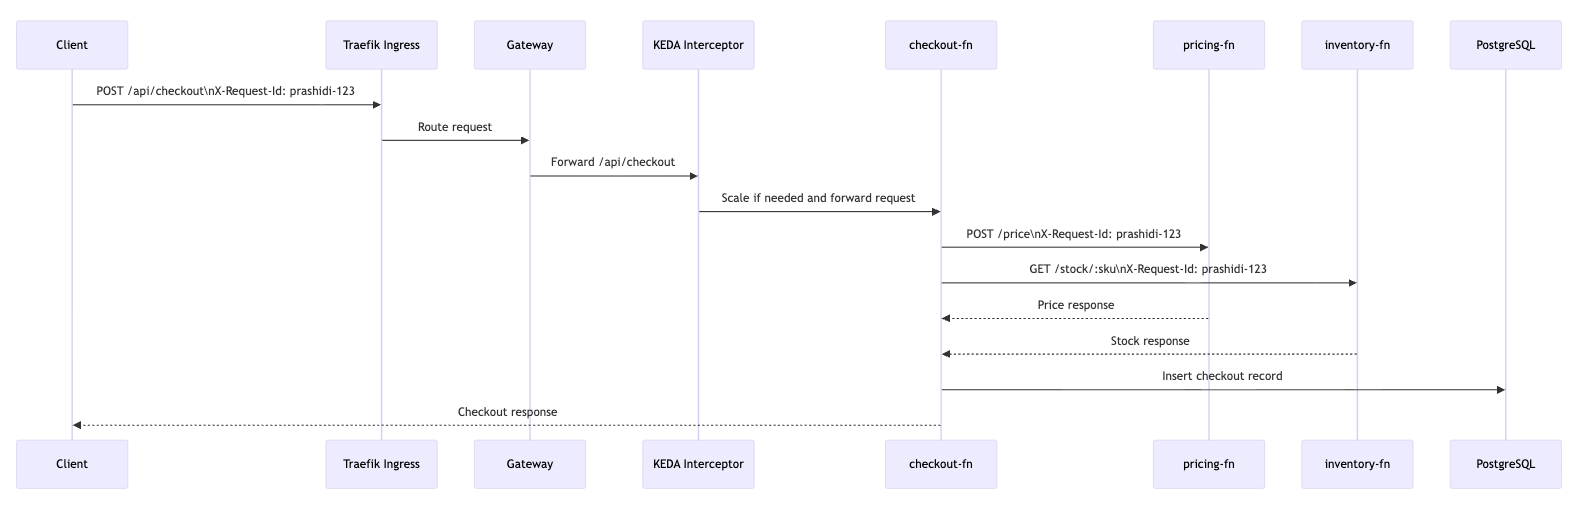 Client
Traefik Ingress
Gateway
KEDA Interceptor
checkout-fn
pricing-fn
inventory-fn
PostgreSQL
POST /api/checkout\nX-Request-Id: prashidi-123
Route request
Forward /api/checkout
Scale if needed and forward request
POST /price\nX-Request-Id: prashidi-123
GET /stock/:sku\nX-Request-Id: prashidi-123
Price response
Stock response
Insert checkout record
Checkout response
Client
Traefik Ingress
Gateway
KEDA Interceptor
checkout-fn
pricing-fn
inventory-fn
PostgreSQL